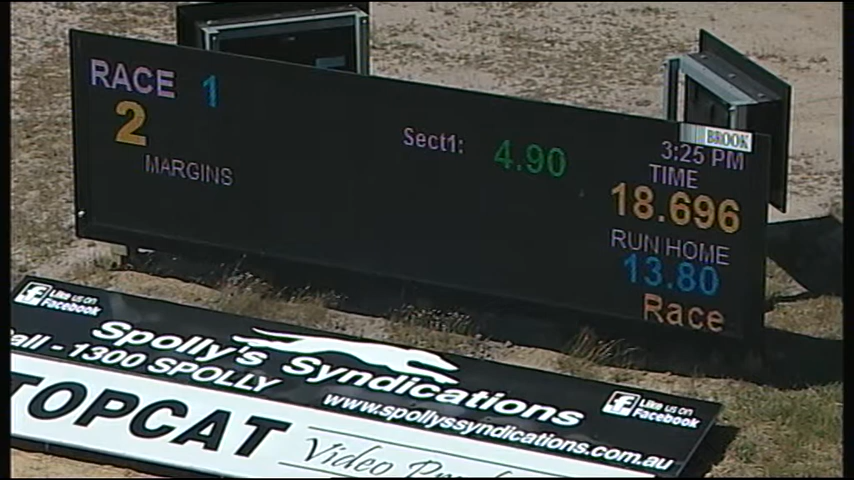 RACE 1
2
MARGINS
Sect1: 4.90
BROOK
3:25 PM
TIME
18.696
RUN HOME
13.80
Race
Like us on
Facebook
Spolly's Syndications
all - 1300 SPOLLY
www.spollyssyndications.com.au
Like us on
Facebook
TOPCAT
Video